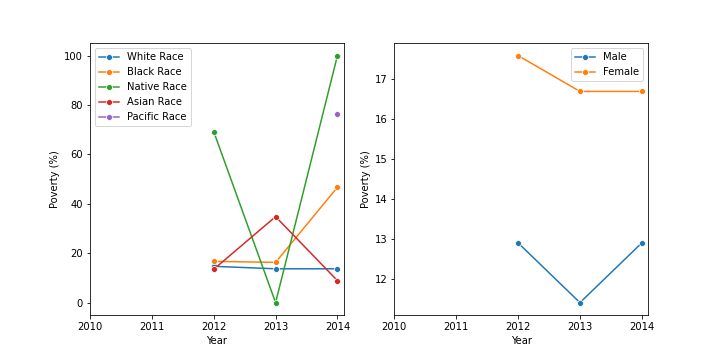 White Race
Black Race
Native Race
Asian Race
Pacific Race
100
80
60
40
20
0
Poverty (%)
2010 2011 2012 2013 2014
Year
Male
Female
17
16
15
14
13
12
Poverty (%)
2010 2011 2012 2013 2014
Year